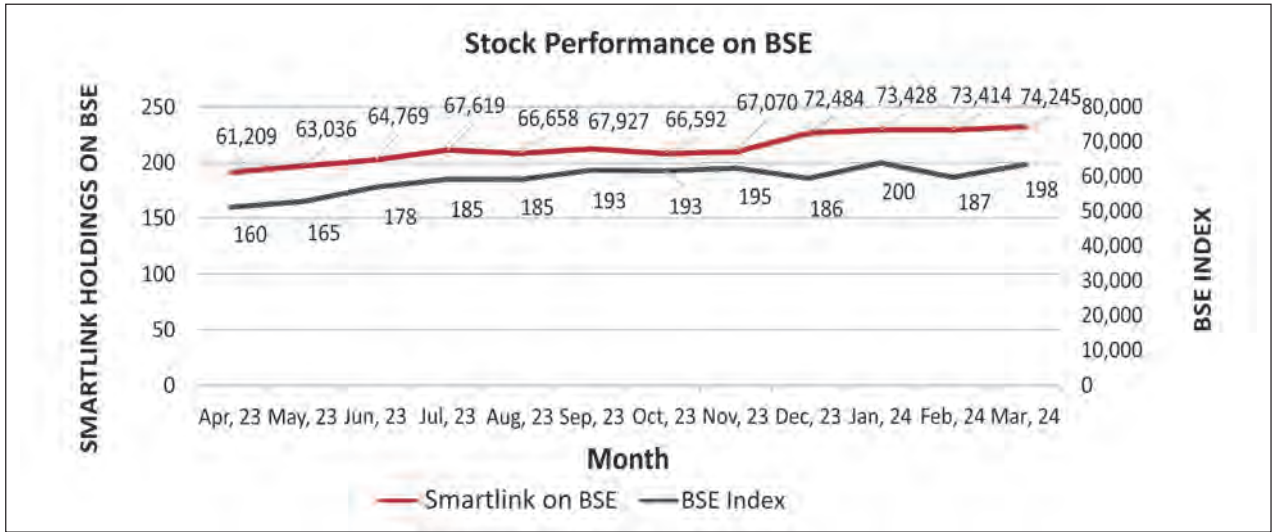 Stock Performance on BSE
SMARTLINK HOLDINGS ON BSE
250
200
150
100
50
0
61,209 63,036 64,769 67,619 66,658 67,927 66,592 67,070 72,484 73,428 73,414 74,245
160 165 178 185 185 193 193 195 186 200 187 198
80,000
70,000
60,000
50,000
40,000
30,000
20,000
10,000
0
BSE INDEX
Apr, 23 May, 23 Jun, 23 Jul, 23 Aug, 23 Sep, 23 Oct, 23 Nov, 23 Dec, 23 Jan, 24 Feb, 24 Mar, 24
Month
Smartlink on BSE BSE Index